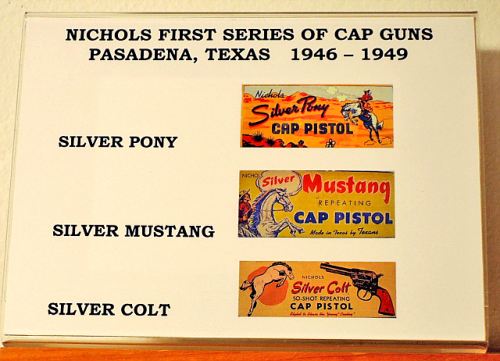 NICHOLS FIRST SERIES OF CAP GUNS
PASADENA, TEXAS 1946 – 1949
SILVER PONY
Nichols
Silver Pony
CAP PISTOL
SILVER MUSTANG
NICHOLS
Silver Mustang
REPEATING
CAP PISTOL
Made in Texas by Texans
SILVER COLT
NICHOLS
Silver Colt
50-SHOT REPEATING
CAP PISTOL